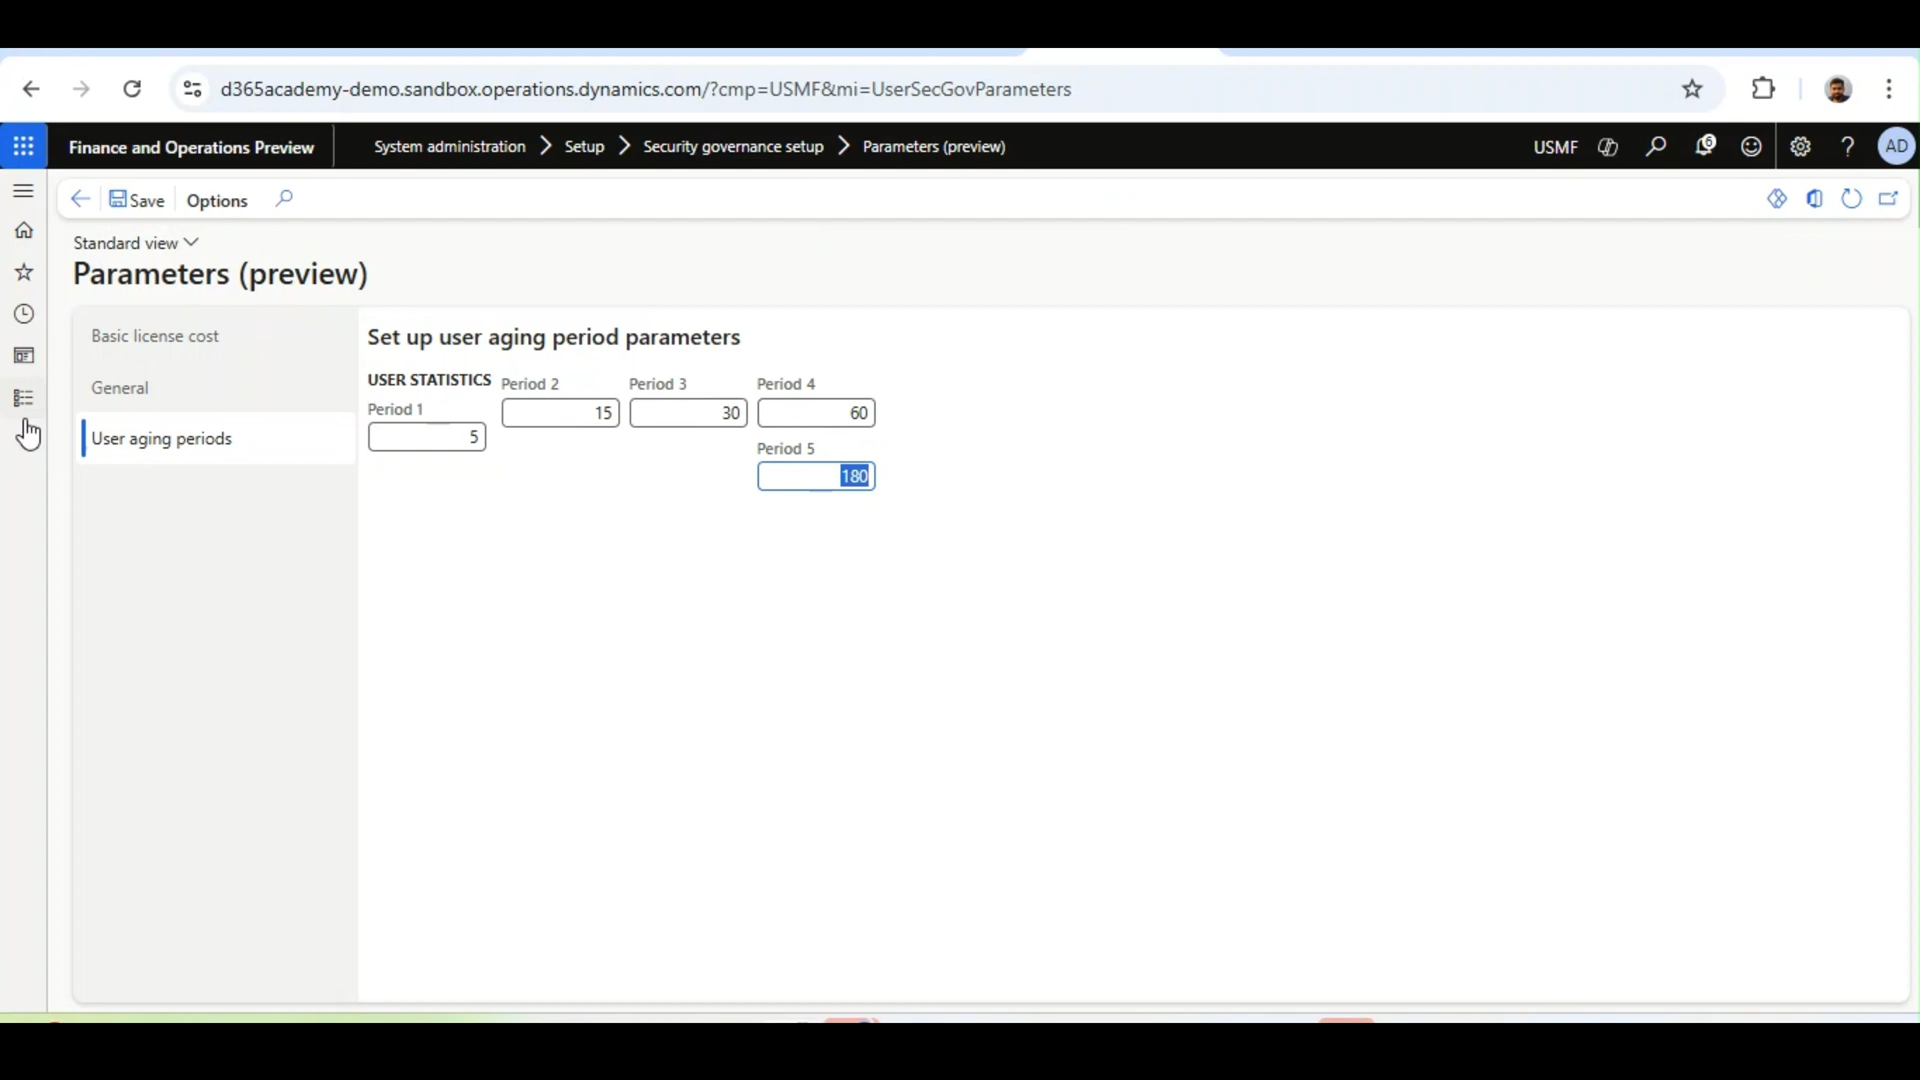 d365academy-demo.sandbox.operations.dynamics.com/?cmp=USMF&mi=UserSecGovParameters
Finance and Operations Preview
System administration
Setup
Security governance setup
Parameters (preview)
USMF
6
?
AD
Save
Options
Standard view
Parameters (preview)
Basic license cost
General
User aging periods
Set up user aging period parameters
USER STATISTICS
Period 1
5
Period 2
15
Period 3
30
Period 4
60
Period 5
180